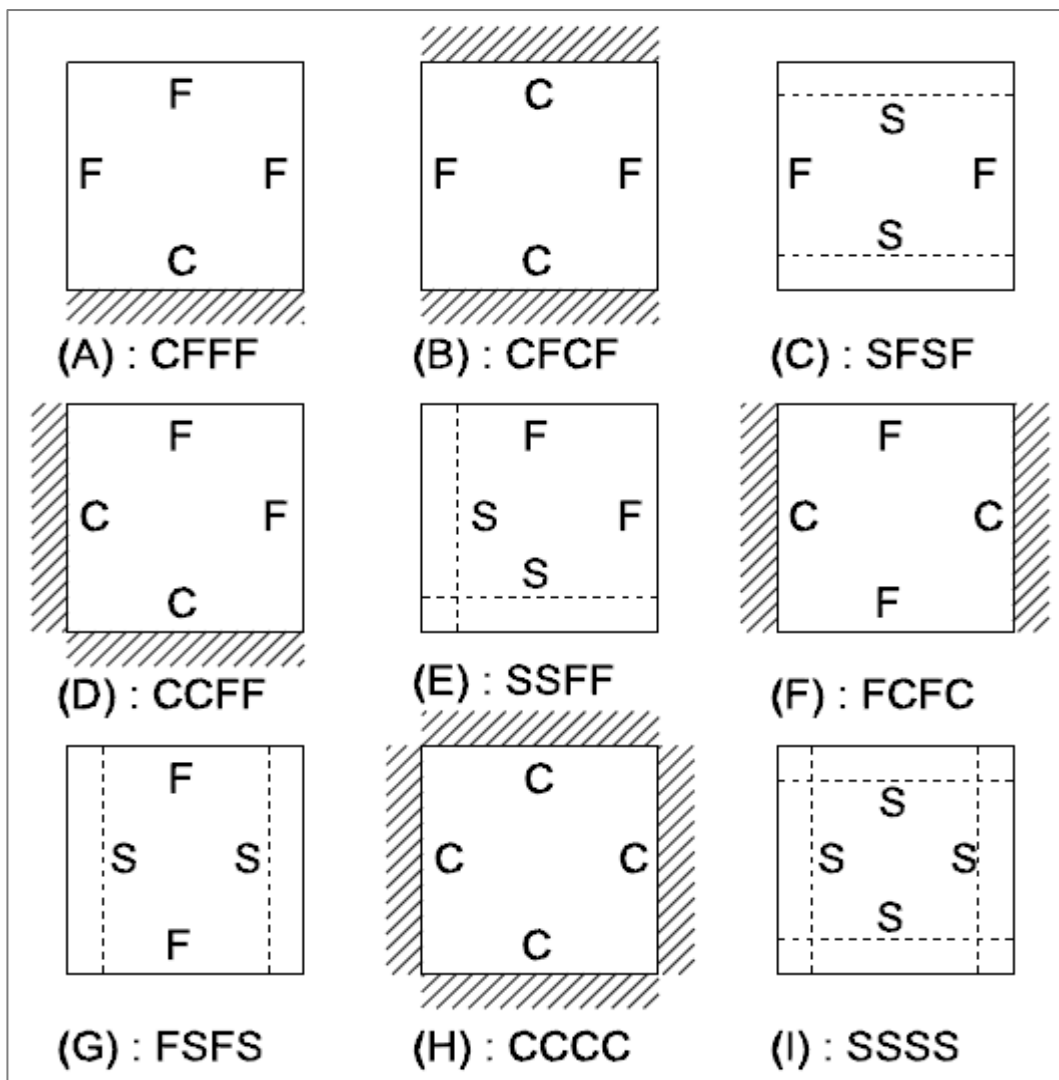 F C S
F F F F F F
C C S
(A) : CFFF (B) : CFCF (C) : SFSF
F F F
C F S F C C
C S F
(D) : CCFF (E) : SSFF (F) : FCFC
F C S
S S C C S S
F C S
(G) : FSFS (H) : CCCC (I) : SSSS